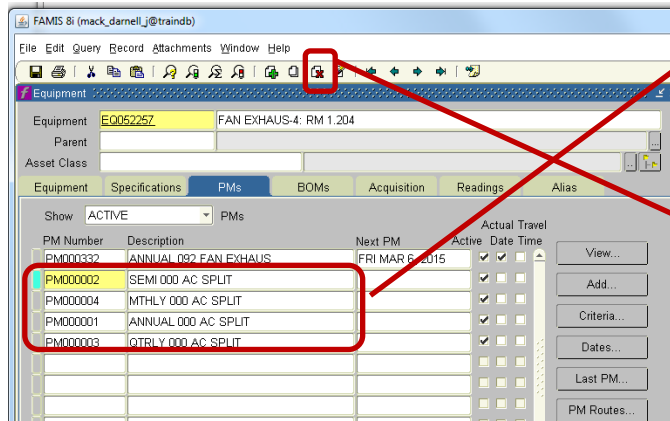 FAMIS 8i (mack_darnell_j@traindb)
File Edit Query Record Attachments Window Help
Equipment
Equipment EQ052257 FAN EXHAUS-4: RM 1.204
Parent
Asset Class
Equipment Specifications PMs BOMs Acquisition Readings Alias
Show ACTIVE PMs
Actual Travel
PM Number Description Next PM Active Date Time
PM000332 ANNUAL 092 FAN EXHAUS FRI MAR 6, 2015
PM000002 SEMI 000 AC SPLIT
PM000004 MTHLY 000 AC SPLIT
PM000001 ANNUAL 000 AC SPLIT
PM000003 QTRLY 000 AC SPLIT
View...
Add...
Criteria...
Dates...
Last PM...
PM Routes...